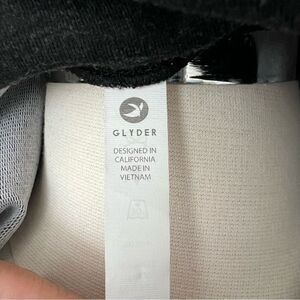 GLYDER
DESIGNED IN
CALIFORNIA
MADE IN
VIETNAM